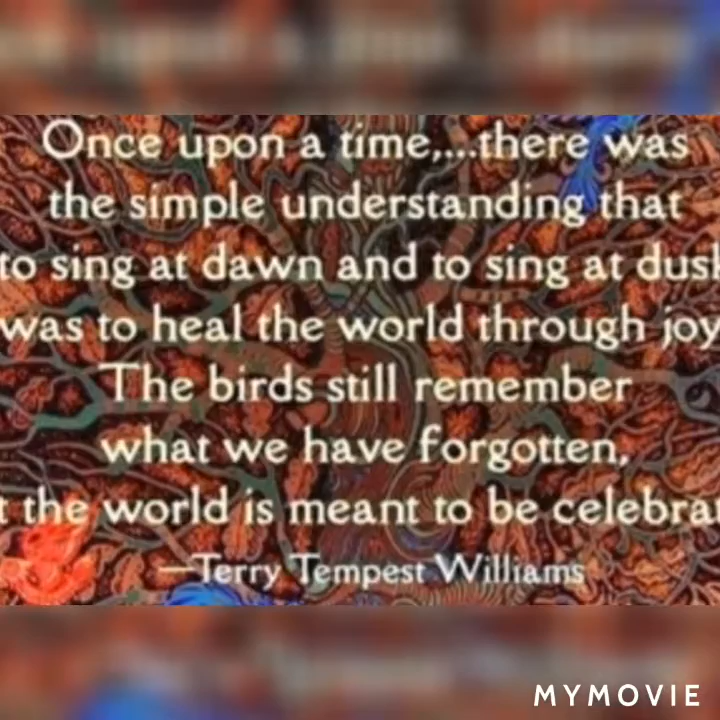 Once upon a time,...there was
the simple understanding that
to sing at dawn and to sing at dusk
was to heal the world through joy
The birds still remember
what we have forgotten,
the world is meant to be
—Terry Tempest Williams
MYMOVIE